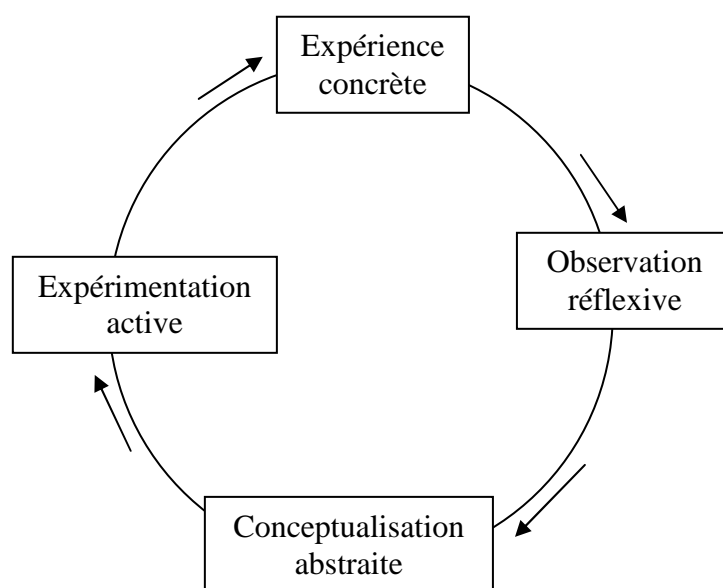 Expérience
concrète
Observation
réflexive
Expérimentation
active
Conceptualisation
abstraite